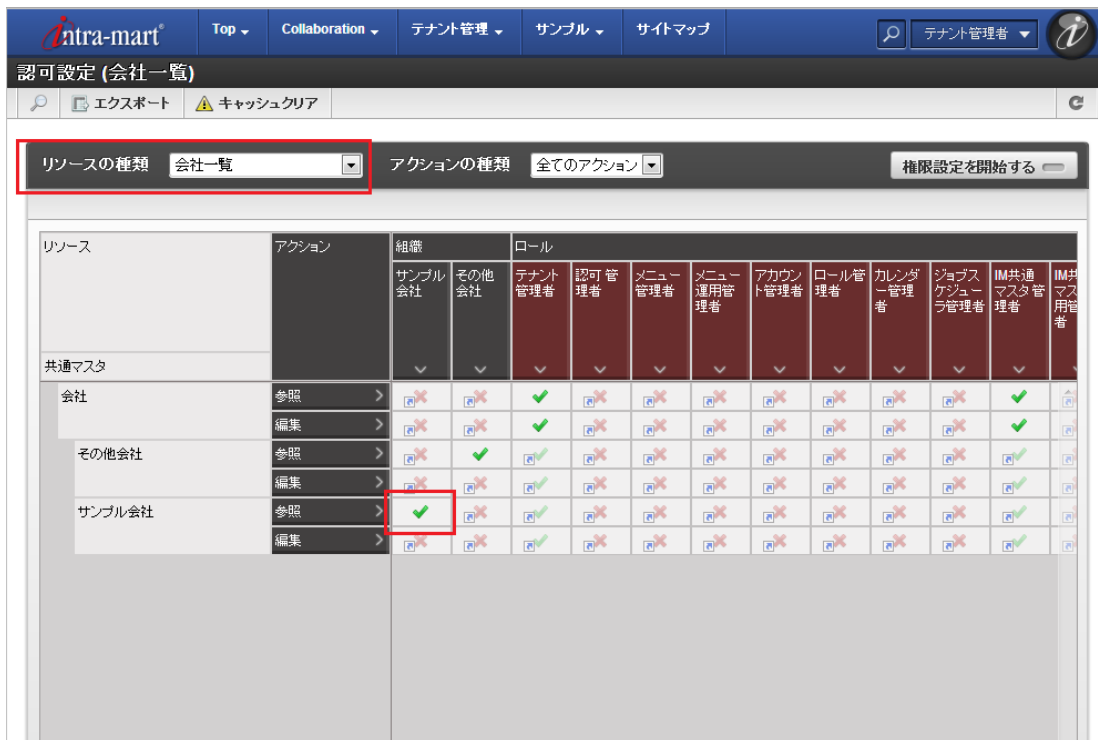 intra-mart® Top Collaboration テナント管理 サンプル サイトマップ テナント管理者
認可設定 (会社一覧)
エクスポート キャッシュクリア
リソースの種類 会社一覧 アクションの種類 全てのアクション 権限設定を開始する
リソース アクション 組織 ロール
サンプル会社 その他会社 テナント管理者 認可管理者 メニュー管理者 メニュー運用管理者 アカウント管理者 ロール管理者 カレンダー管理者 ジョブスケジューラ管理者 IM共通マスタ管理者
共通マスタ
会社 参照
編集
その他会社 参照
編集
サンプル会社 参照
編集